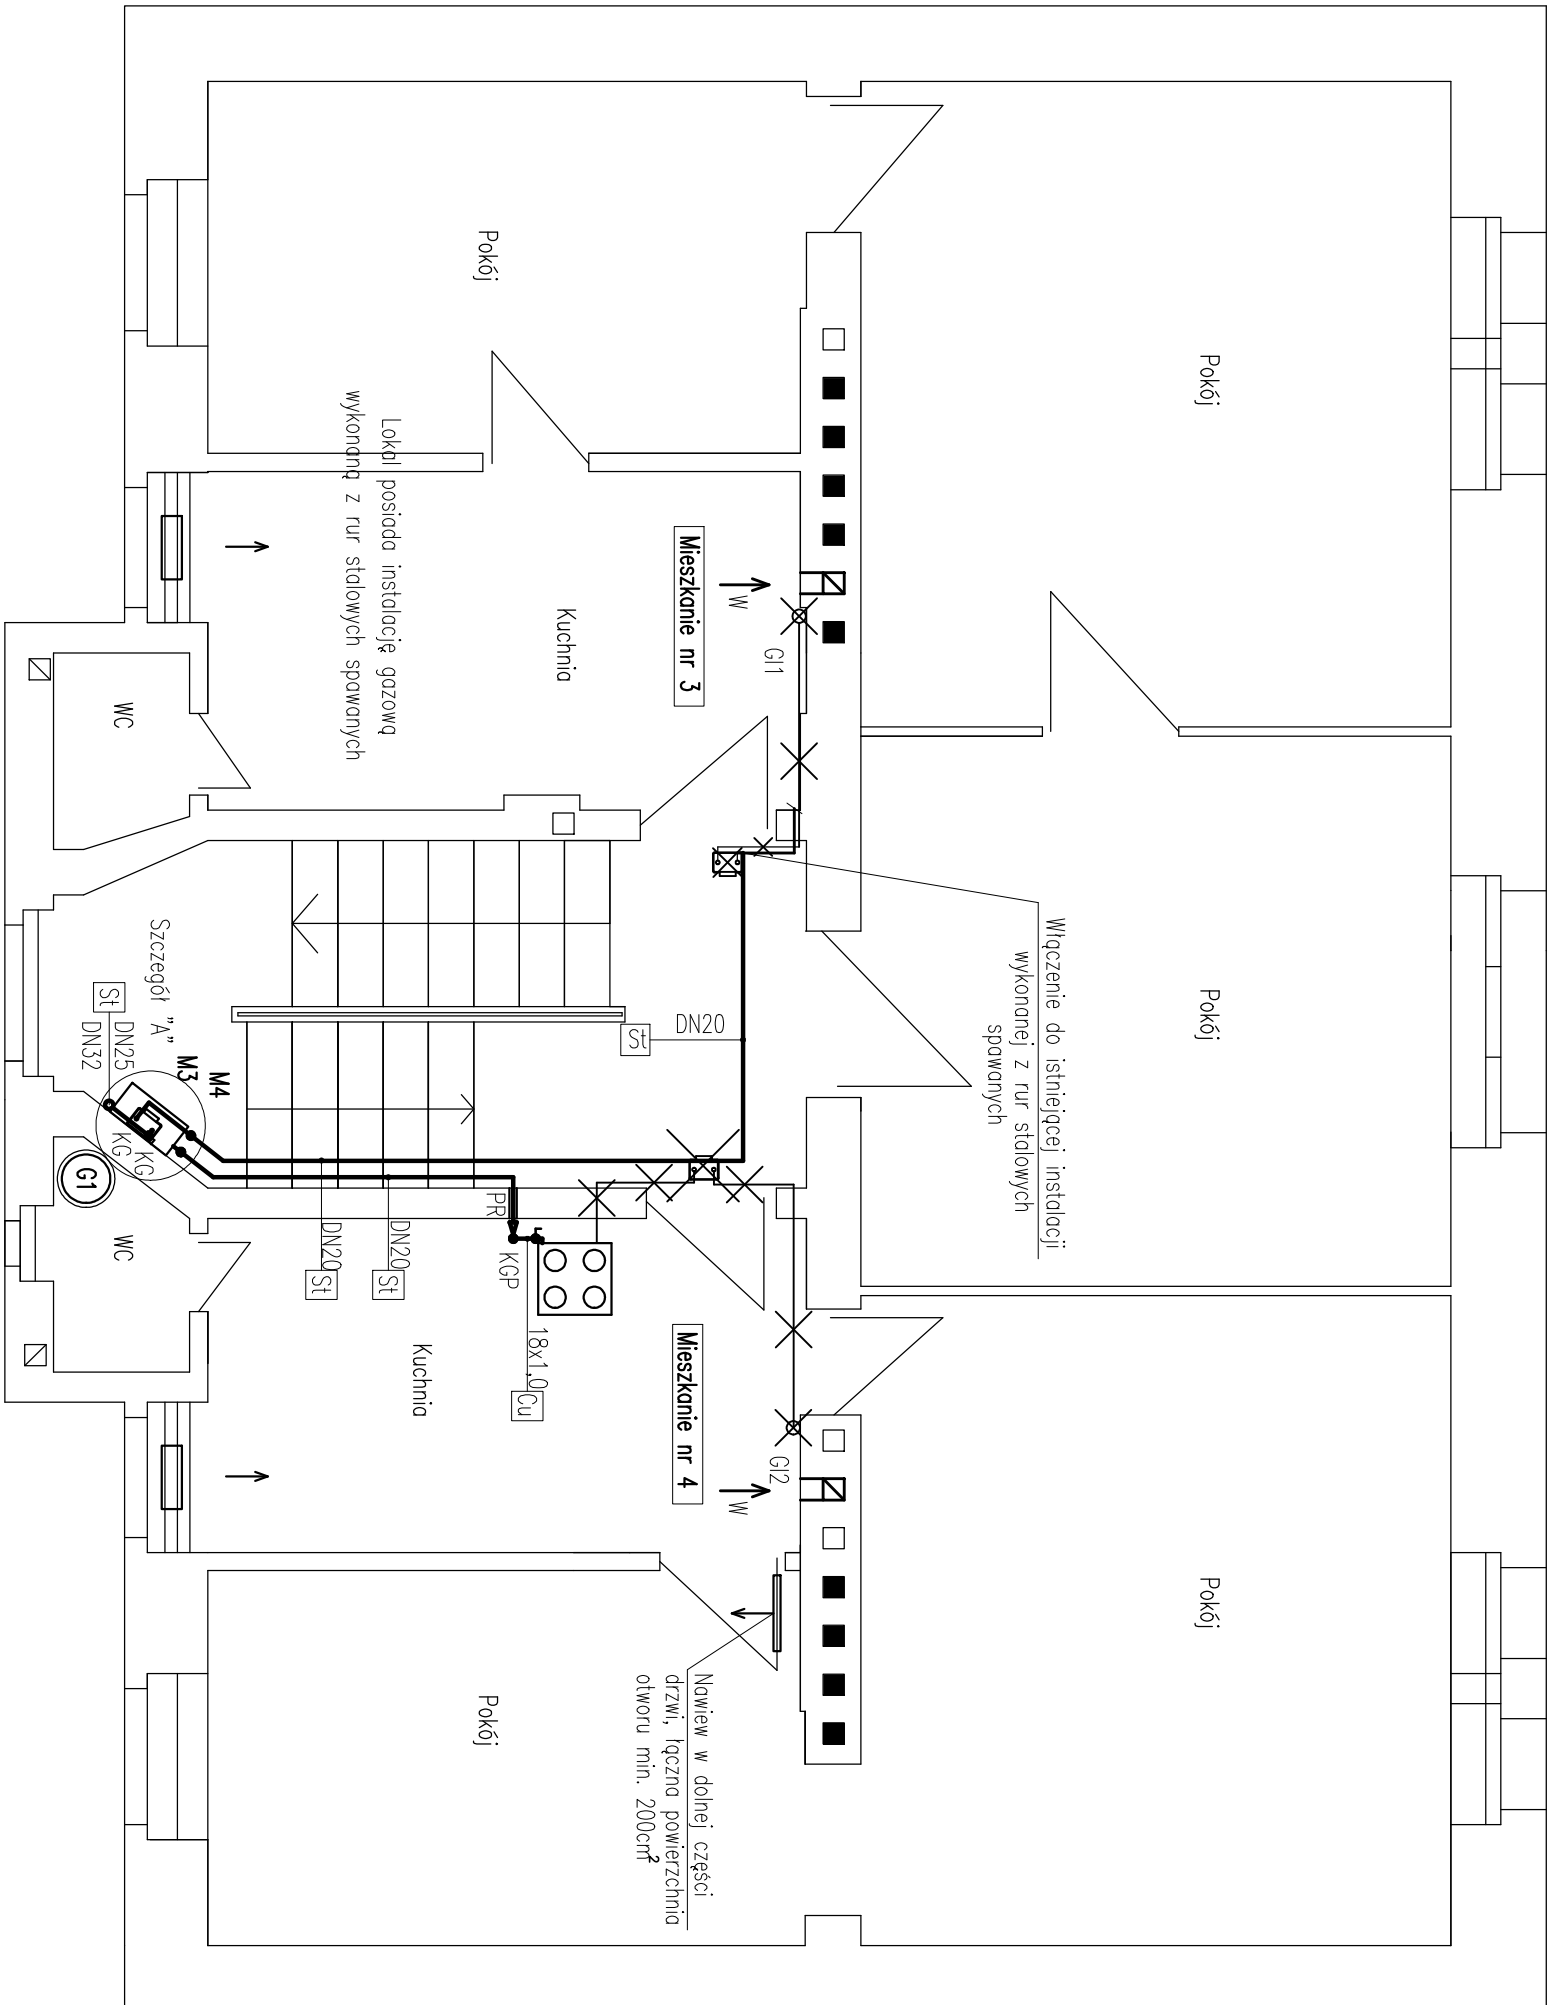 Pokój
Pokój
Pokój
Włączenie do istniejącej instalacji
wykonanej z rur stalowych
spawanych
Pokój
GI1
W
Mieszkanie nr 3
DN20
St
GI2
W
Mieszkanie nr 4
Nawiew w dolnej części
drzwi, łączna powierzchnia
otworu min. 200cm²
Pokój
Kuchnia
Lokal posiada instalację gazową
wykonaną z rur stalowych spawanych
PR
KGP
18x1,0
Cu
Pokój
Kuchnia
DN20
St
DN20
St
WC
Szczegół "A"
M4
M3
DN25
St
DN32
KG
KG
G1
WC